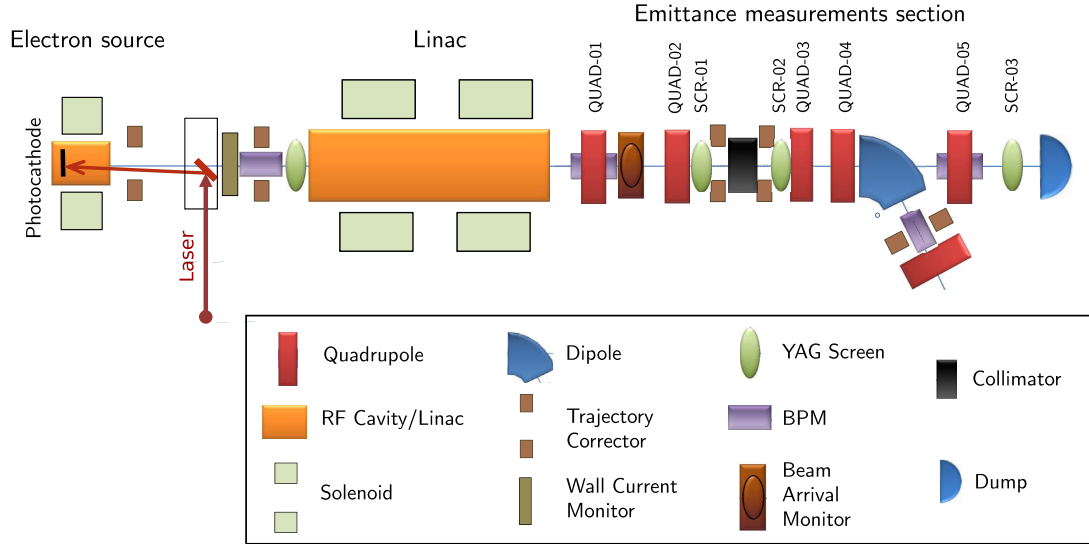 Emittance measurements section
Electron source
Linac
QUAD-01
QUAD-02
SCR-01
SCR-02
QUAD-03
QUAD-04
QUAD-05
SCR-03
Photocathode
Laser
Quadrupole
Dipole
YAG Screen
Collimator
RF Cavity/Linac
Trajectory
Corrector
BPM
Solenoid
Wall Current
Monitor
Beam
Arrival
Monitor
Dump